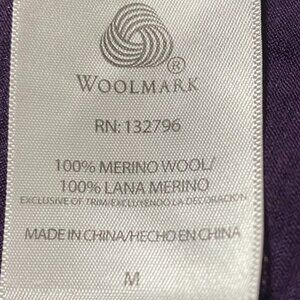 WOOLMARK
®
RN: 132796
100% MERINO WOOL/
100% LANA MERINO
EXCLUSIVE OF TRIM/EXCLUYENDO LA DECORACION
MADE IN CHINA/HECHO EN CHINA
M